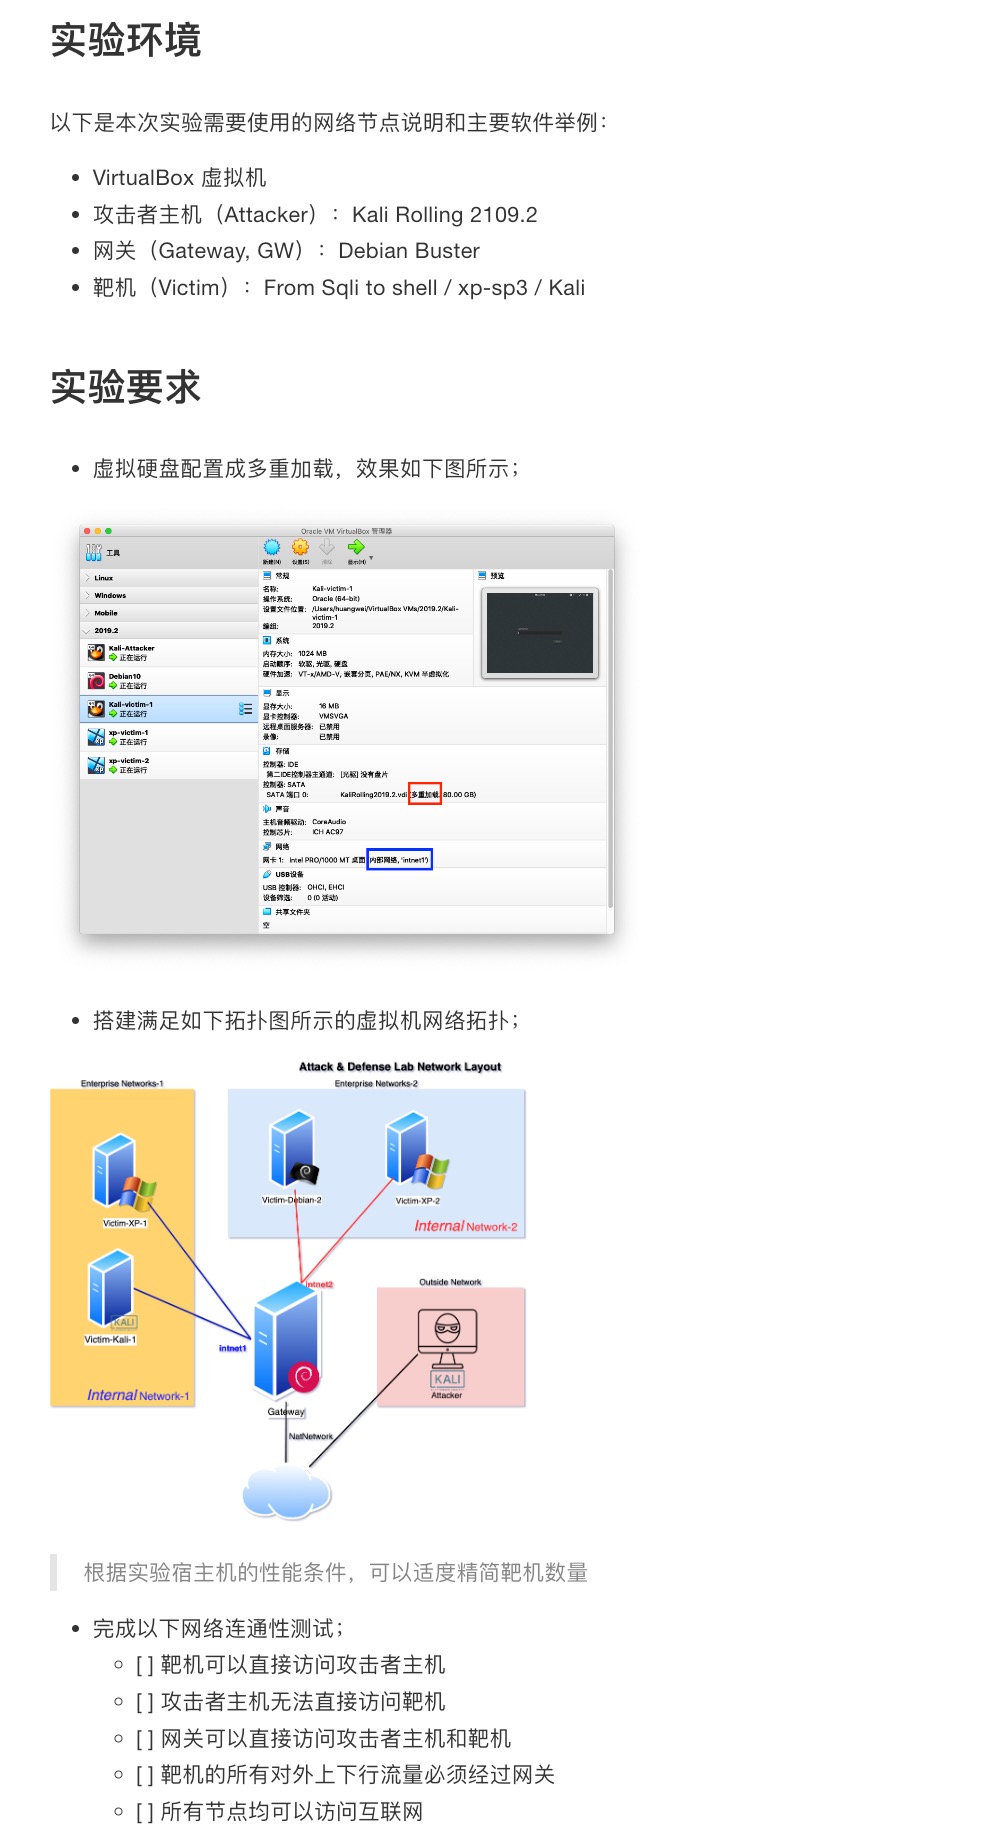 实验环境
以下是本次实验需要使用的网络节点说明和主要软件举例：
VirtualBox 虚拟机
攻击者主机（Attacker）：Kali Rolling 2109.2
网关（Gateway, GW）：Debian Buster
靶机（Victim）：From Sqli to shell / xp-sp3 / Kali
实验要求
虚拟硬盘配置成多重加载，效果如下图所示；
Oracle VM VirtualBox 管理器
工具
新建(N)
设置(S)
显示(H)
Linux
Windows
Mobile
2019.2
Kali-Attacker
正在运行
Debian10
正在运行
Kali-victim-1
正在运行
xp-victim-1
正在运行
xp-victim-2
正在运行
常规
名称: Kali-victim-1
操作系统: Oracle (64-bit)
设置文件位置: /Users/huangwei/VirtualBox VMs/2019.2/Kali-
victim-1
编组: 2019.2
预览
系统
内存大小: 1024 MB
启动顺序: 软驱, 光驱, 硬盘
硬件加速: VT-x/AMD-V, 嵌套分页, PAE/NX, KVM 半虚拟化
显示
显存大小: 16 MB
显卡控制器: VMSVGA
远程桌面服务器: 已禁用
录像: 已禁用
存储
控制器: IDE
第二IDE控制器主通道: [光驱] 没有盘片
控制器: SATA
SATA 端口 0: KaliRolling2019.2.vdi (多重加载, 80.00 GB)
声音
主机音频驱动: CoreAudio
控制芯片: ICH AC97
网络
网卡 1: Intel PRO/1000 MT 桌面 (内部网络, 'intnet1')
USB设备
USB 控制器: OHCI, EHCI
设备筛选: 0 (0 活动)
共享文件夹
空
搭建满足如下拓扑图所示的虚拟机网络拓扑；
Attack & Defense Lab Network Layout
Enterprise Networks-1
Enterprise Networks-2
Victim-Debian-2
Victim-XP-2
Victim-XP-1
Internal Network-2
KALI
Victim-Kali-1
intnet2
Outside Network
intnet1
KALI
Attacker
Internal Network-1
Gateway
NatNetwork
根据实验宿主机的性能条件，可以适度精简靶机数量
完成以下网络连通性测试；
[ ] 靶机可以直接访问攻击者主机
[ ] 攻击者主机无法直接访问靶机
[ ] 网关可以直接访问攻击者主机和靶机
[ ] 靶机的所有对外上下行流量必须经过网关
[ ] 所有节点均可以访问互联网